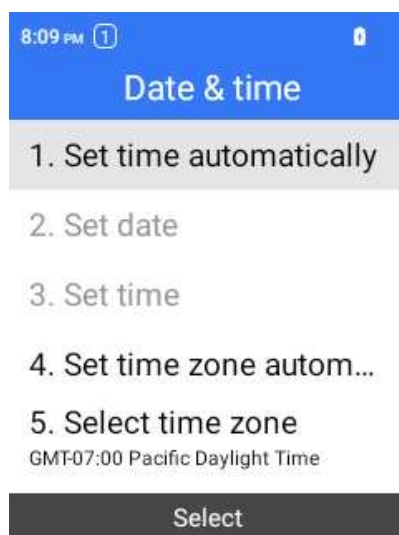 8:09 PM 1
Date & time
1. Set time automatically
2. Set date
3. Set time
4. Set time zone autom...
5. Select time zone
GMT-07:00 Pacific Daylight Time
Select